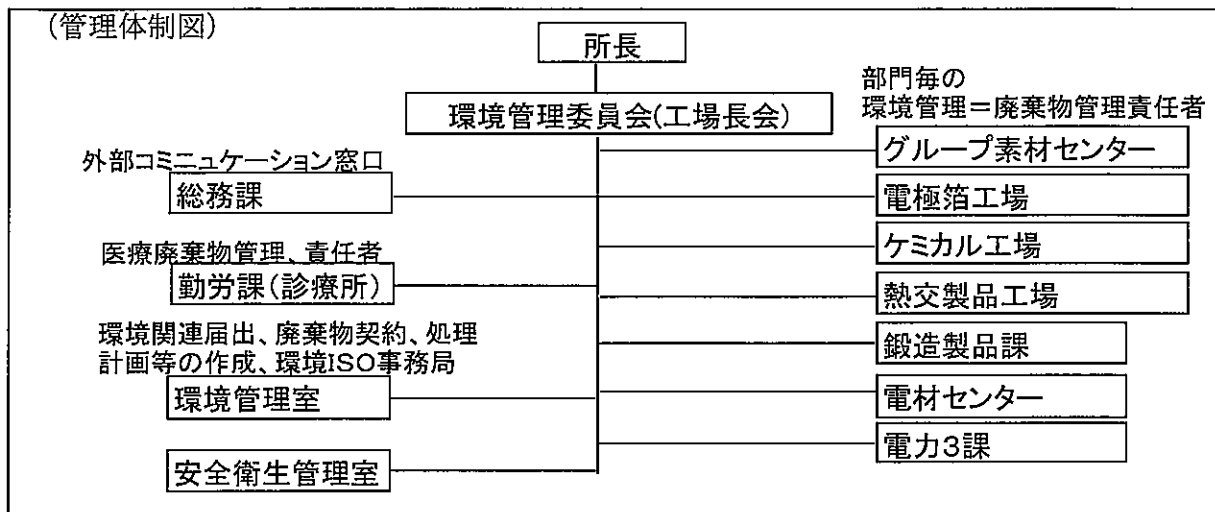 (管理体制図)
所長
環境管理委員会(工場長会)
外部コミニュケーション窓口
総務課
医療廃棄物管理、責任者
勤労課(診療所)
環境関連届出、廃棄物契約、処理
計画等の作成、環境ISO事務局
環境管理室
安全衛生管理室
部門毎の
環境管理=廃棄物管理責任者
グループ素材センター
電極箔工場
ケミカル工場
熱交製品工場
鍛造製品課
電材センター
電力3課